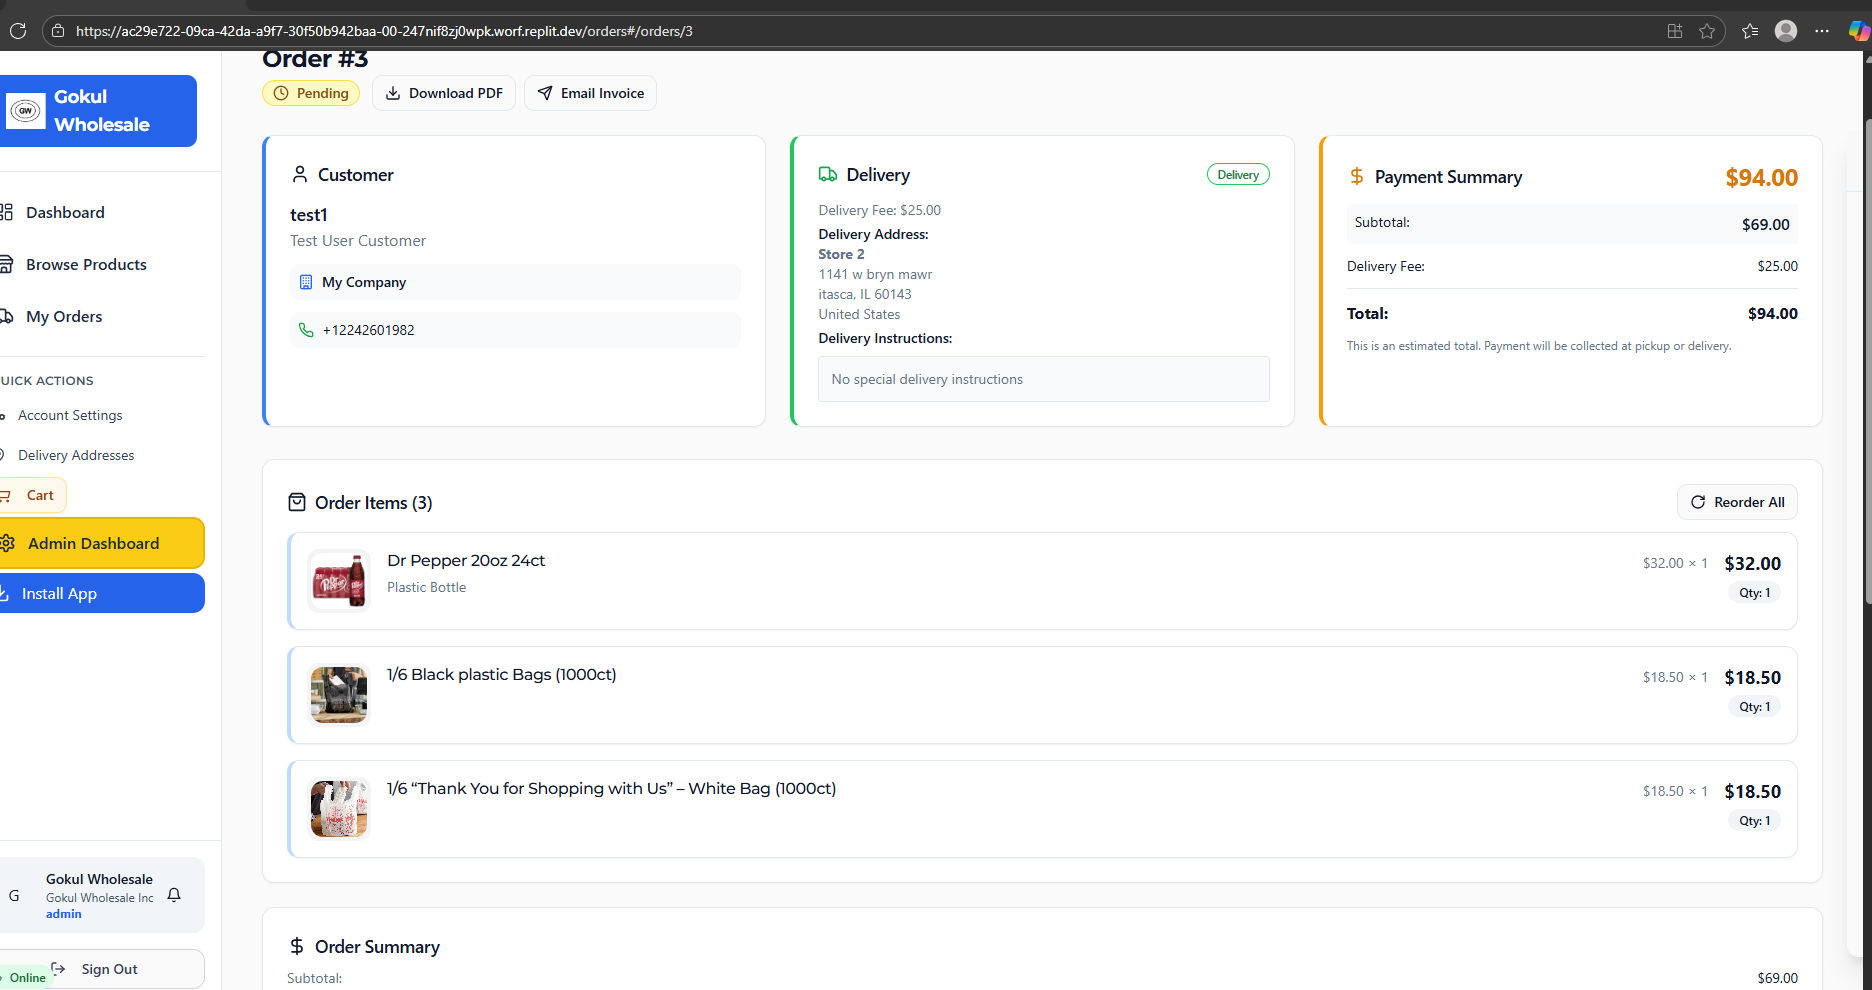 https://ac29e722-09ca-42da-a9f7-30f50b942baa-00-247nif8zj0wpk.worf.replit.dev/orders#/orders/3
GW
Gokul
Wholesale
Dashboard
Browse Products
My Orders
UICK ACTIONS
Account Settings
Delivery Addresses
Cart
Admin Dashboard
Install App
G
Gokul Wholesale
Gokul Wholesale Inc
admin
Sign Out
Online
Order #3
Pending
Download PDF
Email Invoice
Customer
test1
Test User Customer
My Company
+12242601982
Delivery
Delivery
Delivery Fee: $25.00
Delivery Address:
Store 2
1141 w bryn mawr
itasca, IL 60143
United States
Delivery Instructions:
No special delivery instructions
Payment Summary
$94.00
Subtotal: $69.00
Delivery Fee: $25.00
Total: $94.00
This is an estimated total. Payment will be collected at pickup or delivery.
Order Items (3)
Reorder All
Dr Pepper 20oz 24ct
Plastic Bottle
$32.00 × 1 $32.00
Qty: 1
1/6 Black plastic Bags (1000ct)
$18.50 × 1 $18.50
Qty: 1
1/6 “Thank You for Shopping with Us” – White Bag (1000ct)
$18.50 × 1 $18.50
Qty: 1
Order Summary
Subtotal: $69.00